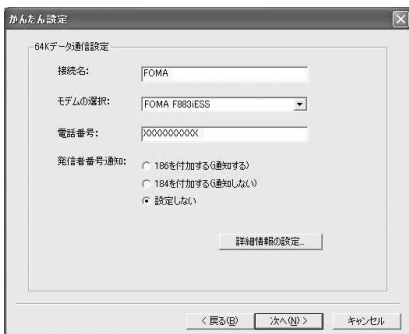 かんたん設定
64Kデータ通信設定
接続名: FOMA
モデムの選択: FOMA F883iESS
電話番号: XXXXXXXXXX
発信者番号通知: 186を付加する(通知する)
184を付加する(通知しない)
設定しない
詳細情報の設定...
< 戻る(B) 次へ(N) > キャンセル